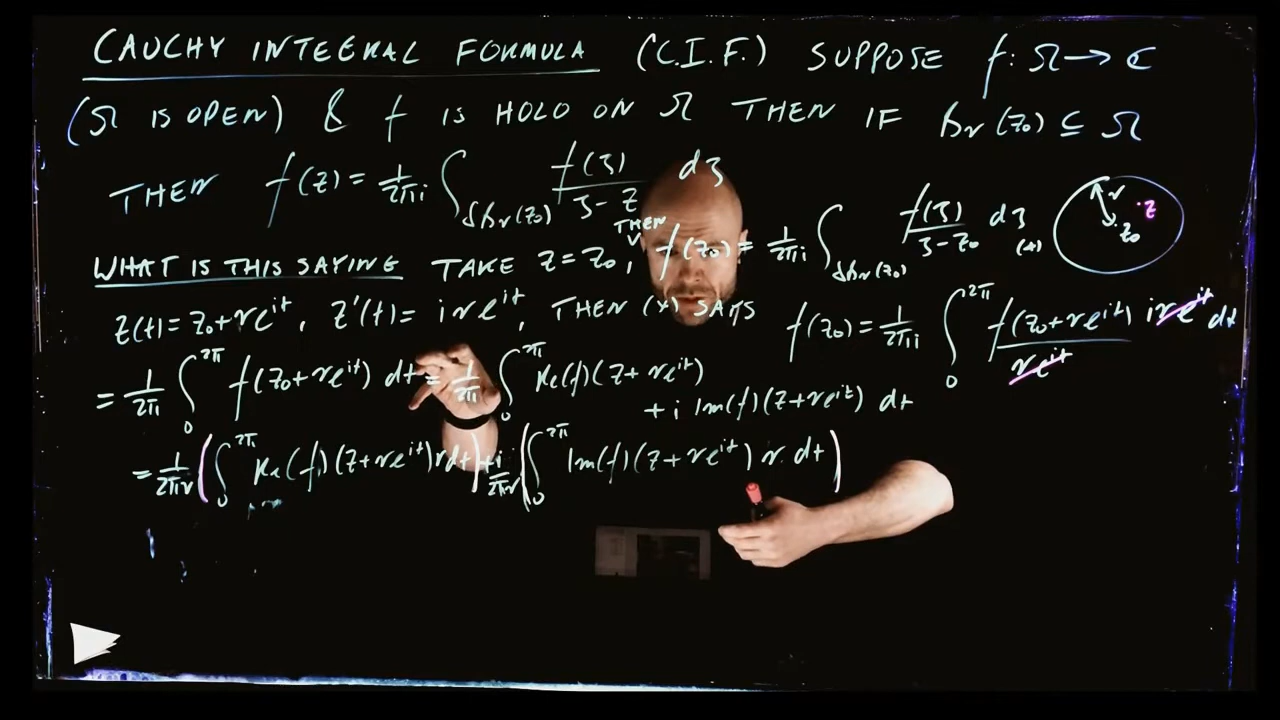 CAUCHY INTEGRAL FORMULA (C.I.F.) SUPPOSE f: Ω → ℂ
(Ω IS OPEN) & f IS HOLO ON Ω THEN IF Br(z₀) ⊆ Ω
THEN f(z) = 1/2πi ∫_{∂Br(z₀)} f(ζ)/(ζ-z) dζ
WHAT IS THIS SAYING TAKE z=z₀, THEN f(z₀) = 1/2πi ∫_{∂Br(z₀)} f(ζ)/(ζ-z₀) dζ (*)
r z z₀
z(t) = z₀+re^{it}, z'(t) = ire^{it}, THEN (*) SAYS f(z₀) = 1/2πi ∫₀^{2π} f(z₀+re^{it})/re^{it} ire^{it} dt
= 1/2π ∫₀^{2π} f(z₀+re^{it}) dt = 1/2π ∫₀^{2π} Re(f)(z+re^{it})
+ i Im(f)(z+re^{it}) dt
= 1/2πr (∫₀^{2π} Re(f)(z+re^{it}) r dt) + i/2πr (∫₀^{2π} Im(f)(z+re^{it}) r dt)